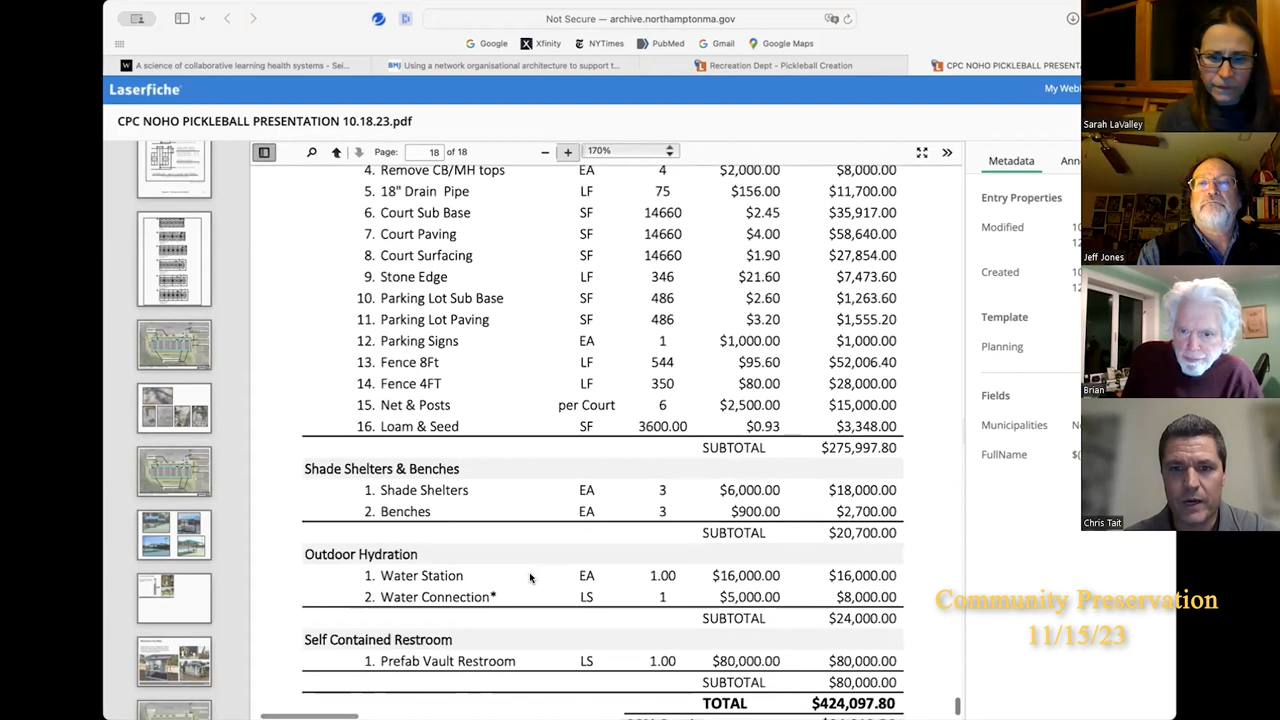 Not Secure — archive.northamptonma.gov
Google Xfinity NYTimes PubMed Gmail Google Maps
A science of collaborative learning health systems - Sei...
BMJ Using a network organisational architecture to support t...
Recreation Dept - Pickleball Creation
CPC NOHO PICKLEBALL PRESENTA
Laserfiche
My Web
CPC NOHO PICKLEBALL PRESENTATION 10.18.23.pdf
Page: 18 of 18
170%
4. Remove CB/MH tops EA 4 $2,000.00 $8,000.00
5. 18" Drain Pipe LF 75 $156.00 $11,700.00
6. Court Sub Base SF 14660 $2.45 $35,917.00
7. Court Paving SF 14660 $4.00 $58,640.00
8. Court Surfacing SF 14660 $1.90 $27,854.00
9. Stone Edge LF 346 $21.60 $7,473.60
10. Parking Lot Sub Base SF 486 $2.60 $1,263.60
11. Parking Lot Paving SF 486 $3.20 $1,555.20
12. Parking Signs EA 1 $1,000.00 $1,000.00
13. Fence 8Ft LF 544 $95.60 $52,006.40
14. Fence 4FT LF 350 $80.00 $28,000.00
15. Net & Posts per Court 6 $2,500.00 $15,000.00
16. Loam & Seed SF 3600.00 $0.93 $3,348.00
SUBTOTAL $275,997.80
Shade Shelters & Benches
1. Shade Shelters EA 3 $6,000.00 $18,000.00
2. Benches EA 3 $900.00 $2,700.00
SUBTOTAL $20,700.00
Outdoor Hydration
1. Water Station EA 1.00 $16,000.00 $16,000.00
2. Water Connection* LS 1 $5,000.00 $8,000.00
SUBTOTAL $24,000.00
Self Contained Restroom
1. Prefab Vault Restroom LS 1.00 $80,000.00 $80,000.00
SUBTOTAL $80,000.00
TOTAL $424,097.80
Metadata Ann
Entry Properties
Modified 10
12
Created 10
12
Template
Planning
Fields
Municipalities N
FullName $(
Sarah LaValley
Jeff Jones
Brian
Chris Tait
Community Preservation
11/15/23